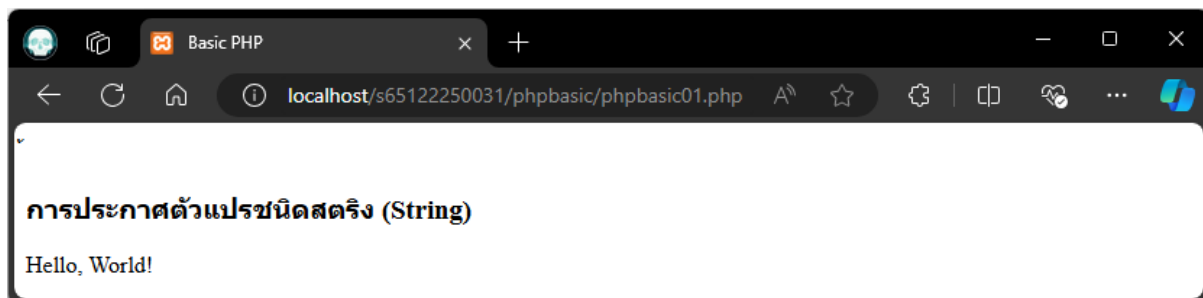 Basic PHP
localhost/s65122250031/phpbasic/phpbasic01.php
้
การประกาศตัวแปรชนิดสตริง (String)
Hello, World!